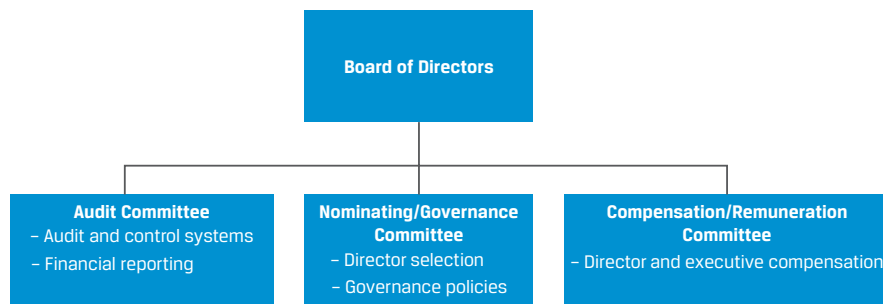 Board of Directors
Audit Committee
– Audit and control systems
– Financial reporting
Nominating/Governance
Committee
– Director selection
– Governance policies
Compensation/Remuneration
Committee
– Director and executive compensation